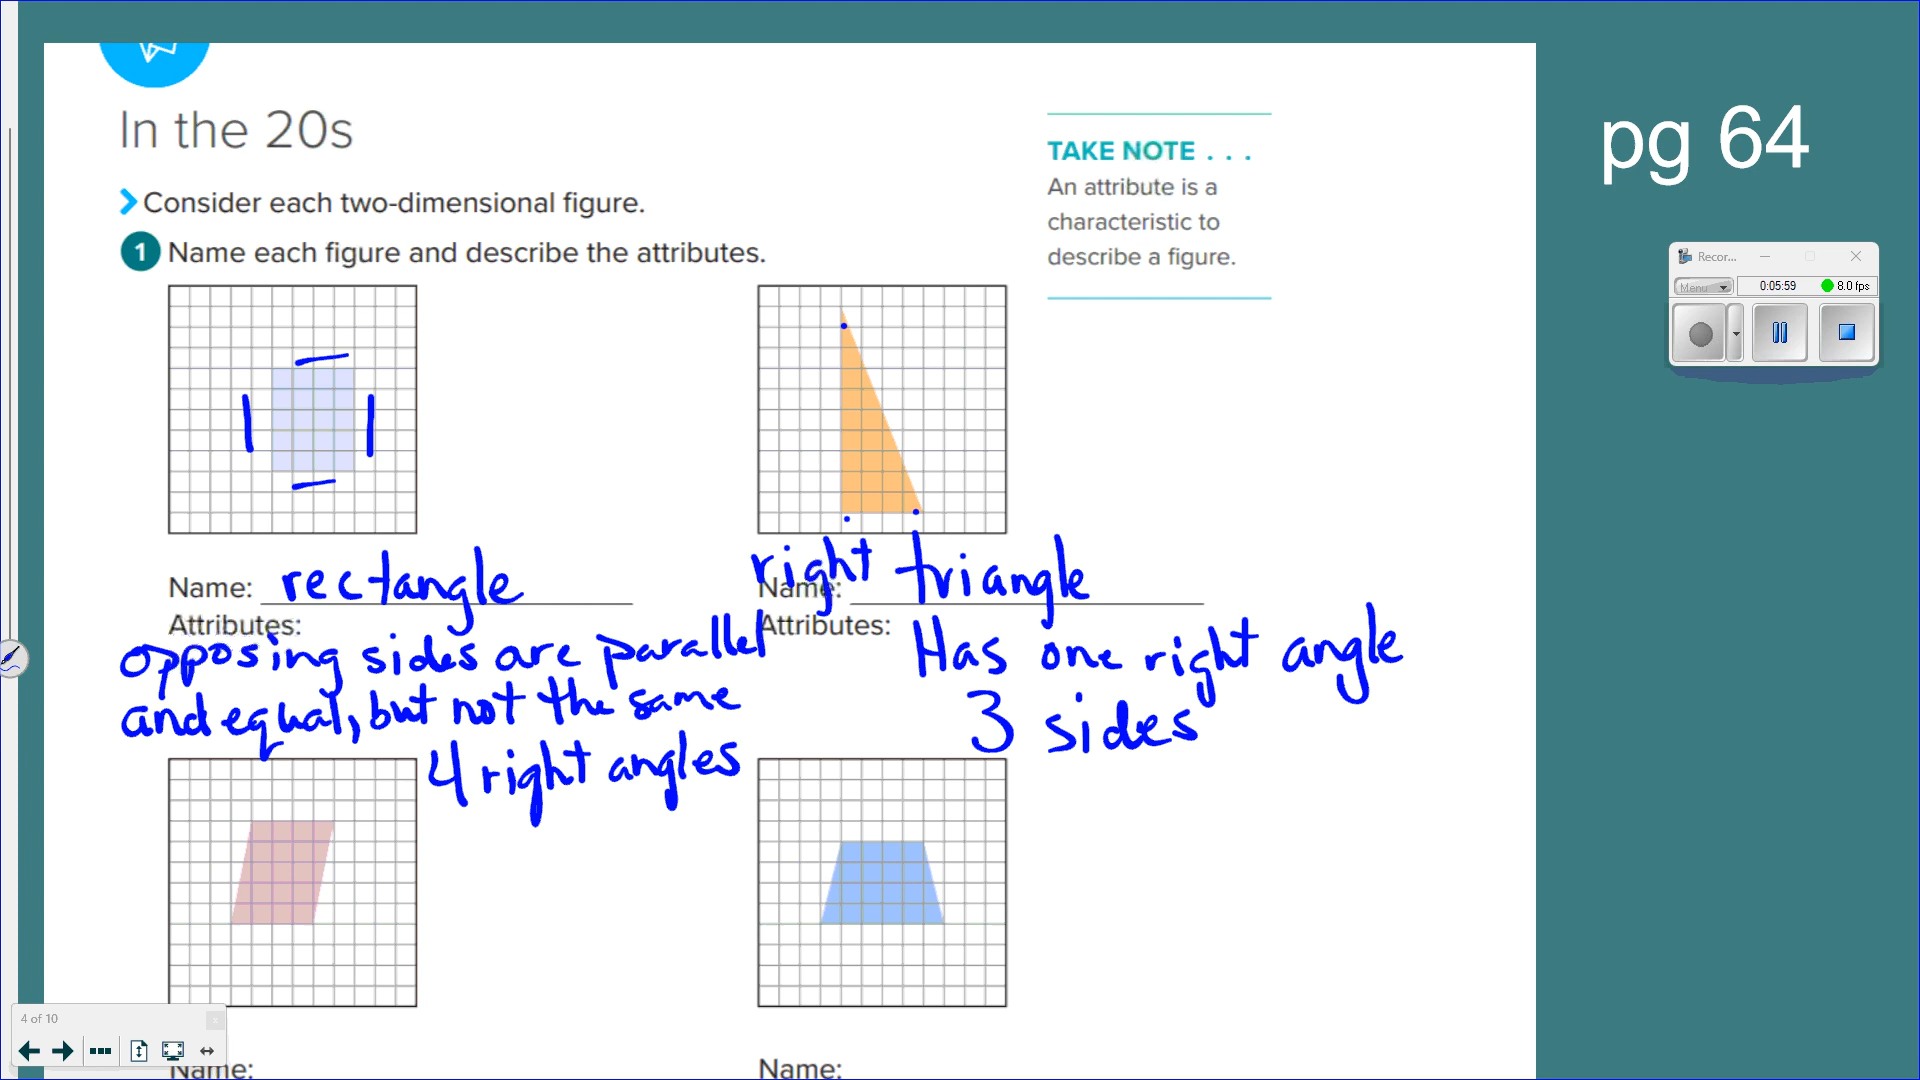 In the 20s
pg 64
TAKE NOTE . . .
An attribute is a
characteristic to
describe a figure.
Consider each two-dimensional figure.
1 Name each figure and describe the attributes.
Recor...
Menu
0:05:59
8.0 fps
Name: rectangle
Attributes:
opposing sides are parallel
and equal, but not the same
4 right angles
Name: right triangle
Attributes: Has one right angle
3 sides
4 of 10
Name:
Name: